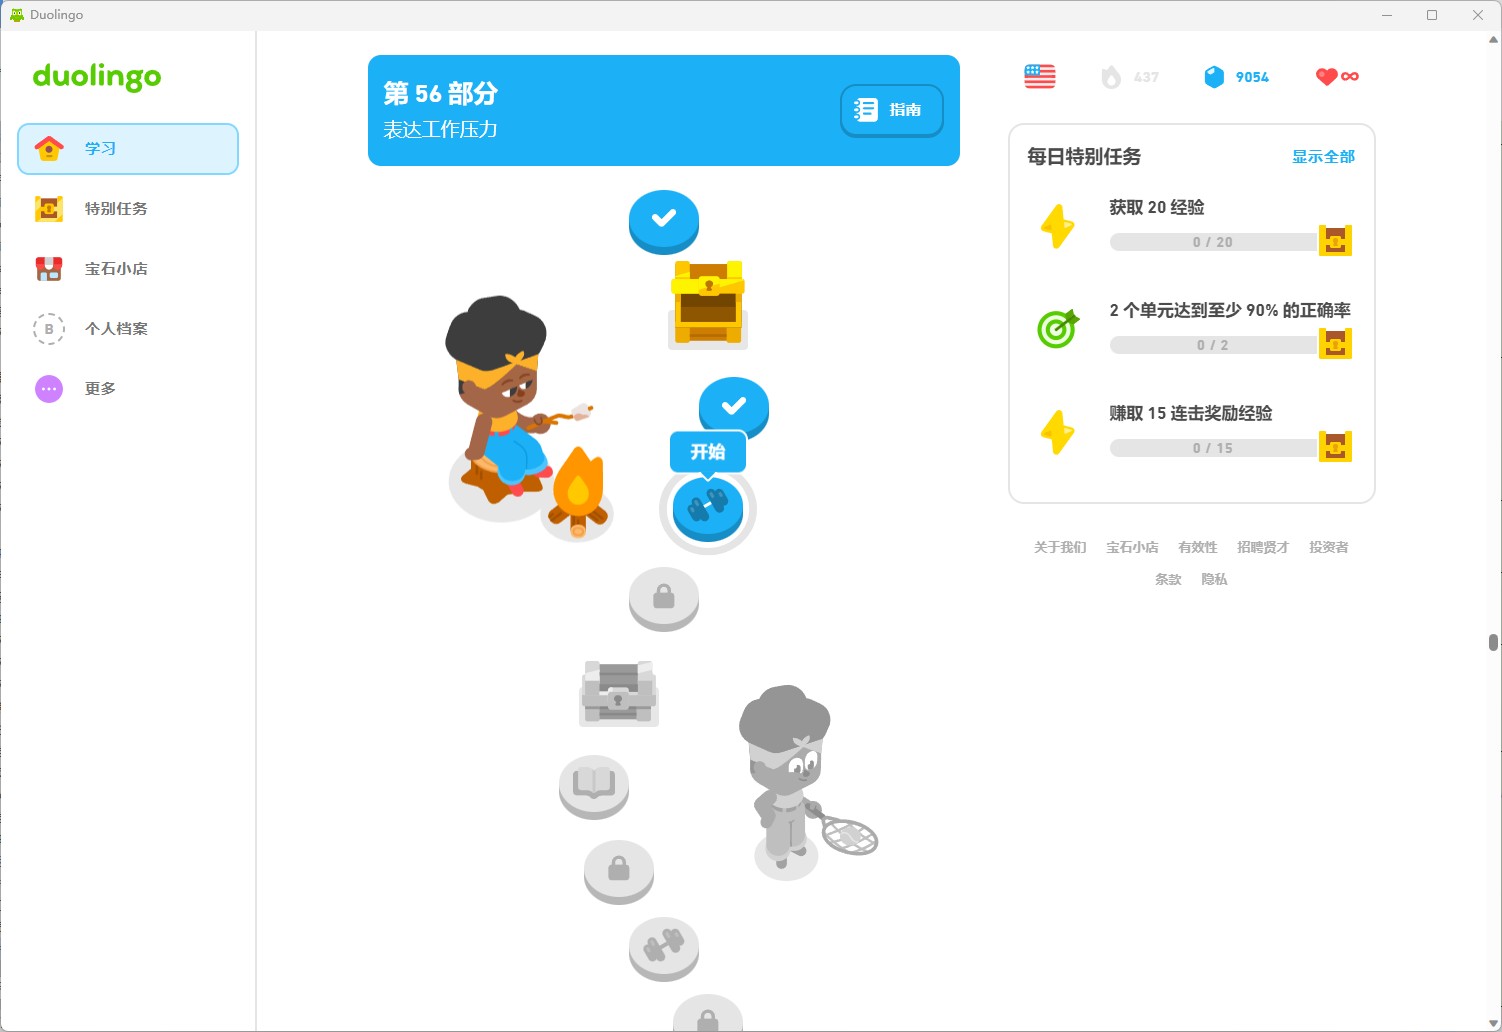 Duolingo
duolingo
学习
特别任务
宝石小店
B
个人档案
更多
第 56 部分
表达工作压力
指南
开始
437
9054
每日特别任务
显示全部
获取 20 经验
0 / 20
2 个单元达到至少 90% 的正确率
0 / 2
赚取 15 连击奖励经验
0 / 15
关于我们 宝石小店 有效性 招聘贤才 投资者
条款 隐私